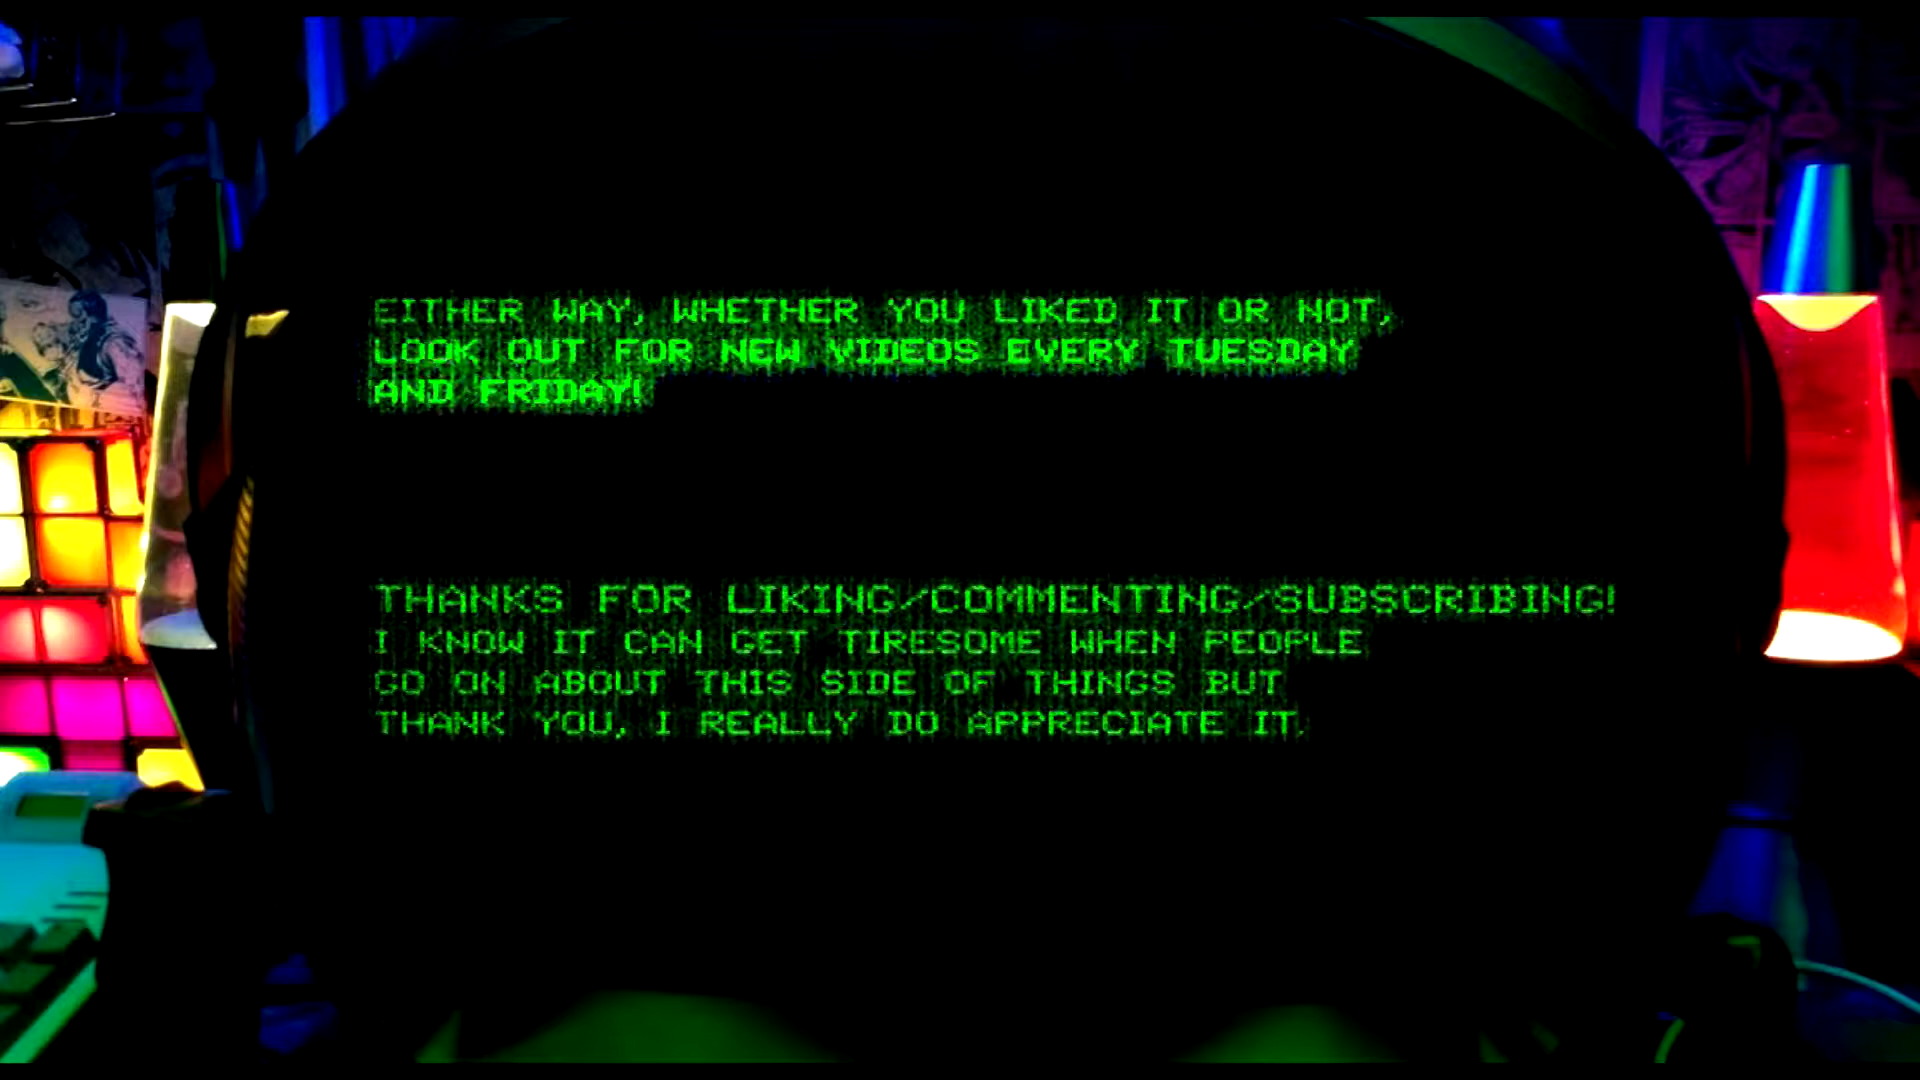 EITHER WAY, WHETHER YOU LIKED IT OR NOT,
LOOK OUT FOR NEW VIDEOS EVERY TUESDAY
AND FRIDAY!
THANKS FOR LIKING/COMMENTING/SUBSCRIBING!
I KNOW IT CAN GET TIRESOME WHEN PEOPLE
GO ON ABOUT THIS SIDE OF THINGS BUT
THANK YOU, I REALLY DO APPRECIATE IT.